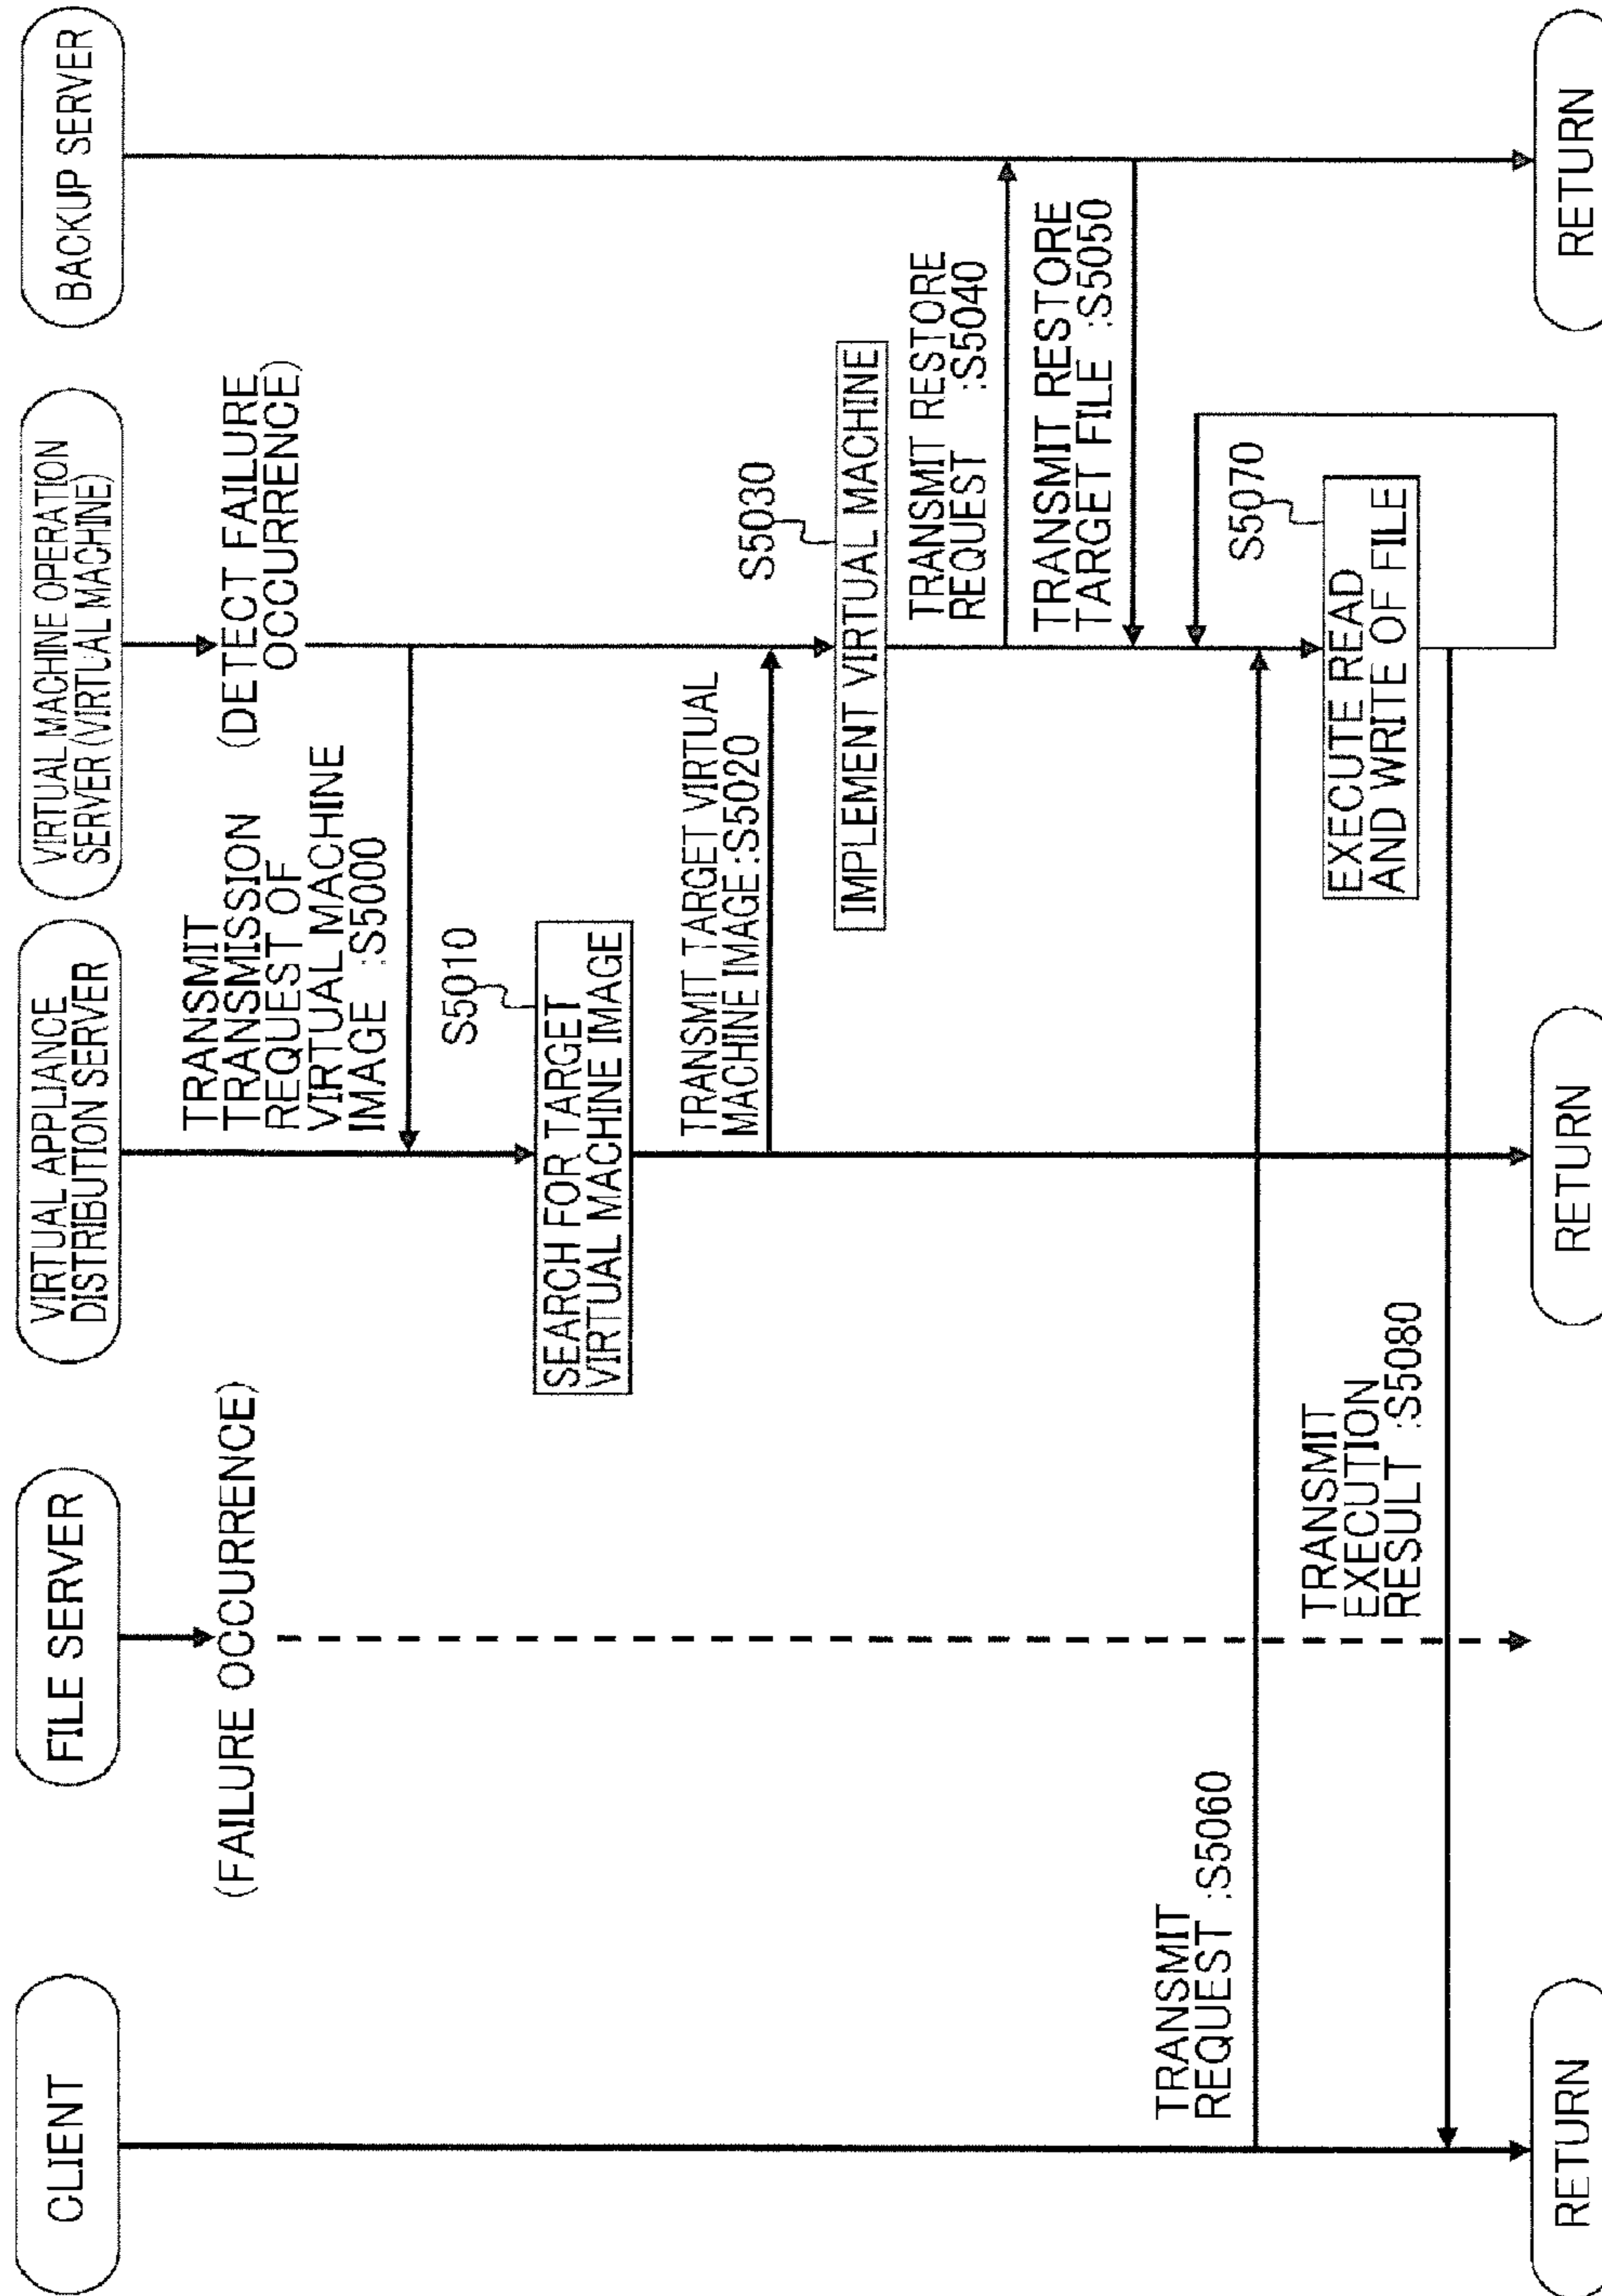 CLIENT
FILE SERVER
VIRTUAL APPLIANCE
DISTRIBUTION SERVER
VIRTUAL MACHINE OPERATION
SERVER (VIRTUAL MACHINE)
BACKUP SERVER
(FAILURE OCCURRENCE)
(DETECT FAILURE
OCCURRENCE)
TRANSMIT
TRANSMISSION
REQUEST OF
VIRTUAL MACHINE
IMAGE :S5000
S5010
SEARCH FOR TARGET
VIRTUAL MACHINE IMAGE
TRANSMIT TARGET VIRTUAL
MACHINE IMAGE :S5020
S5030
IMPLEMENT VIRTUAL MACHINE
TRANSMIT RESTORE
REQUEST :S5040
TRANSMIT RESTORE
TARGET FILE :S5050
TRANSMIT
REQUEST :S5060
S5070
EXECUTE READ
AND WRITE OF FILE
TRANSMIT
EXECUTION
RESULT :S5080
RETURN
RETURN
RETURN